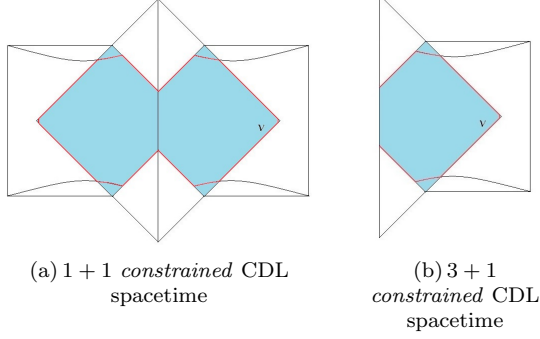 V
V
(a) 1 + 1 constrained CDL
spacetime
(b) 3 + 1
constrained CDL
spacetime